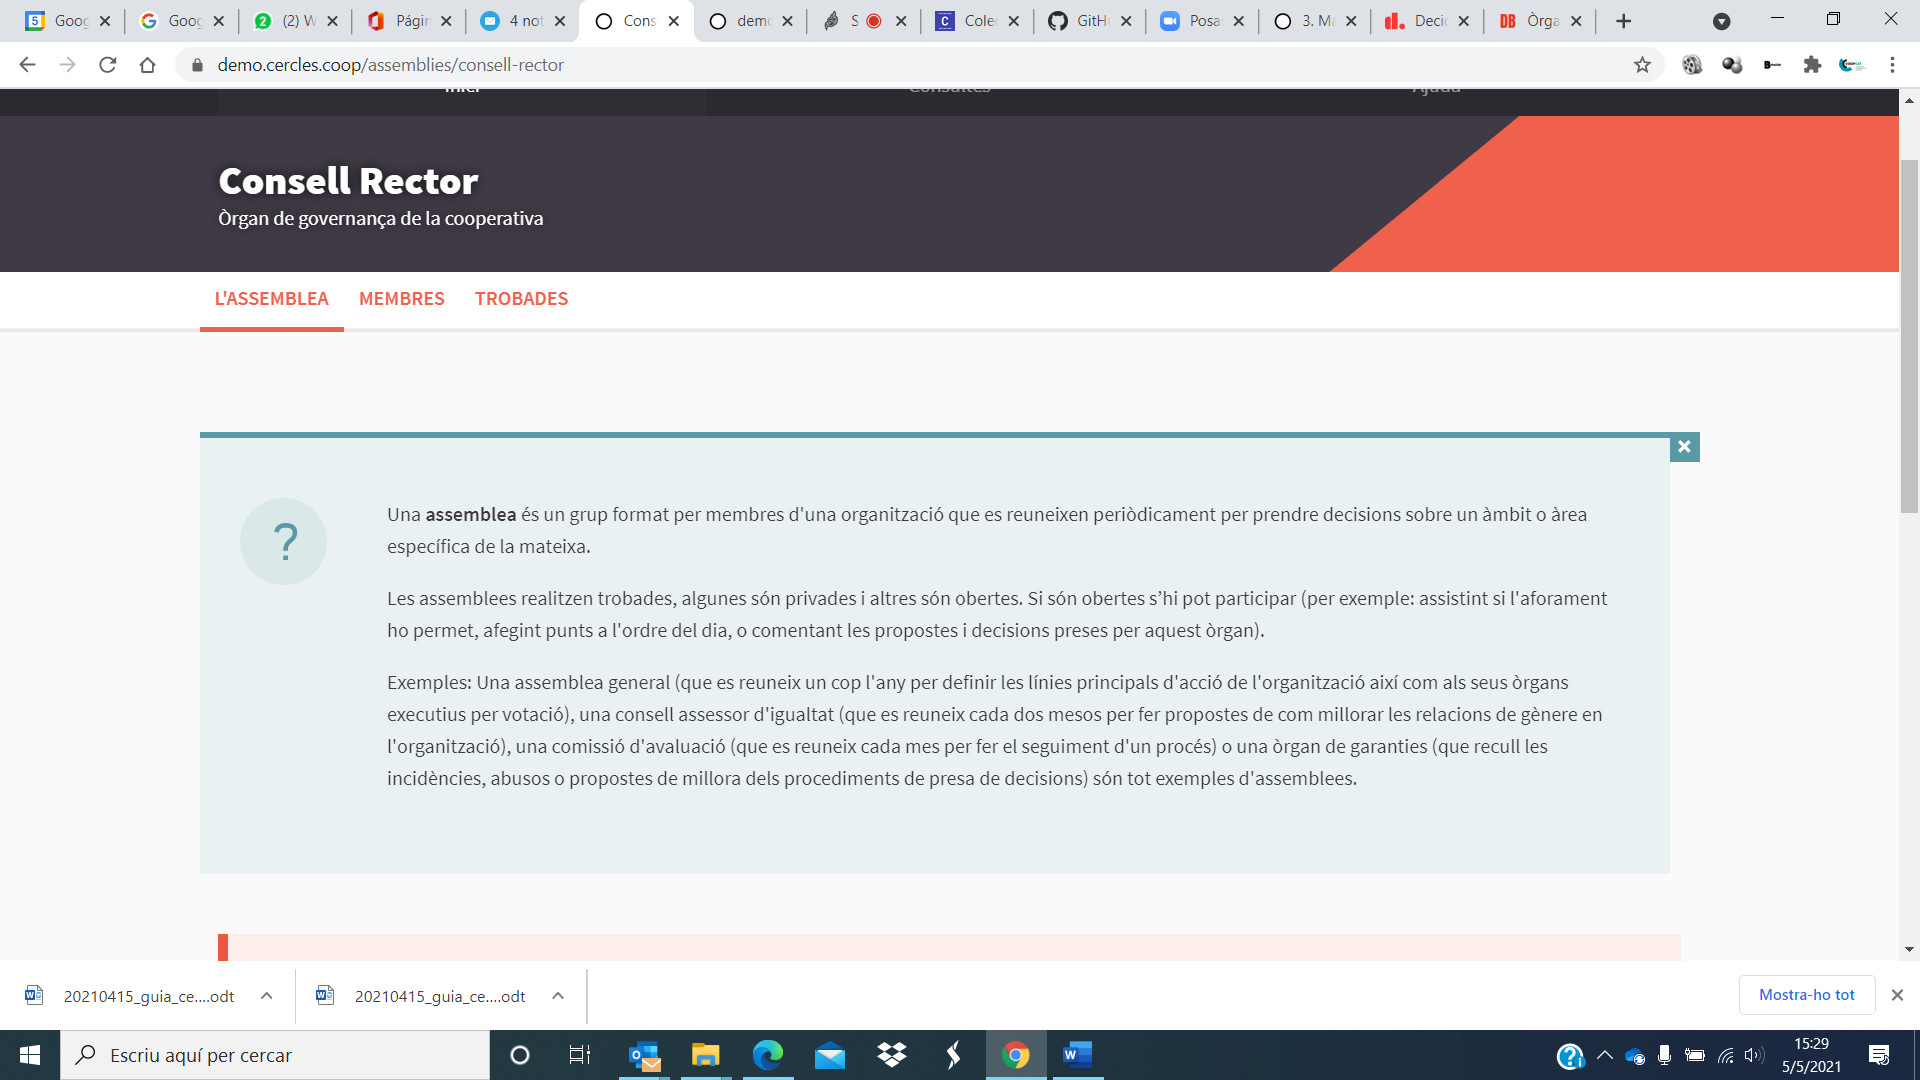 5 Goog
Goog
2 (2) W
Págir
4 not
Cons
demo
S
C Colec
GitH
Posa
3. Ma
Deci
DB Òrga
demo.cercles.coop/assemblies/consell-rector
Inici Consultes Ajuda
Consell Rector
Òrgan de governança de la cooperativa
L'ASSEMBLEA MEMBRES TROBADES
?
Una assemblea és un grup format per membres d'una organització que es reuneixen periòdicament per prendre decisions sobre un àmbit o àrea
específica de la mateixa.
Les assemblees realitzen trobades, algunes són privades i altres són obertes. Si són obertes s’hi pot participar (per exemple: assistint si l'aforament
ho permet, afegint punts a l'ordre del dia, o comentant les propostes i decisions preses per aquest òrgan).
Exemples: Una assemblea general (que es reuneix un cop l'any per definir les línies principals d'acció de l'organització així com als seus òrgans
executius per votació), una consell assessor d'igualtat (que es reuneix cada dos mesos per fer propostes de com millorar les relacions de gènere en
l'organització), una comissió d'avaluació (que es reuneix cada mes per fer el seguiment d'un procés) o una òrgan de garanties (que recull les
incidències, abusos o propostes de millora dels procediments de presa de decisions) són tot exemples d'assemblees.
20210415_guia_ce....odt
20210415_guia_ce....odt
Mostra-ho tot
Escriu aquí per cercar
15:29
5/5/2021